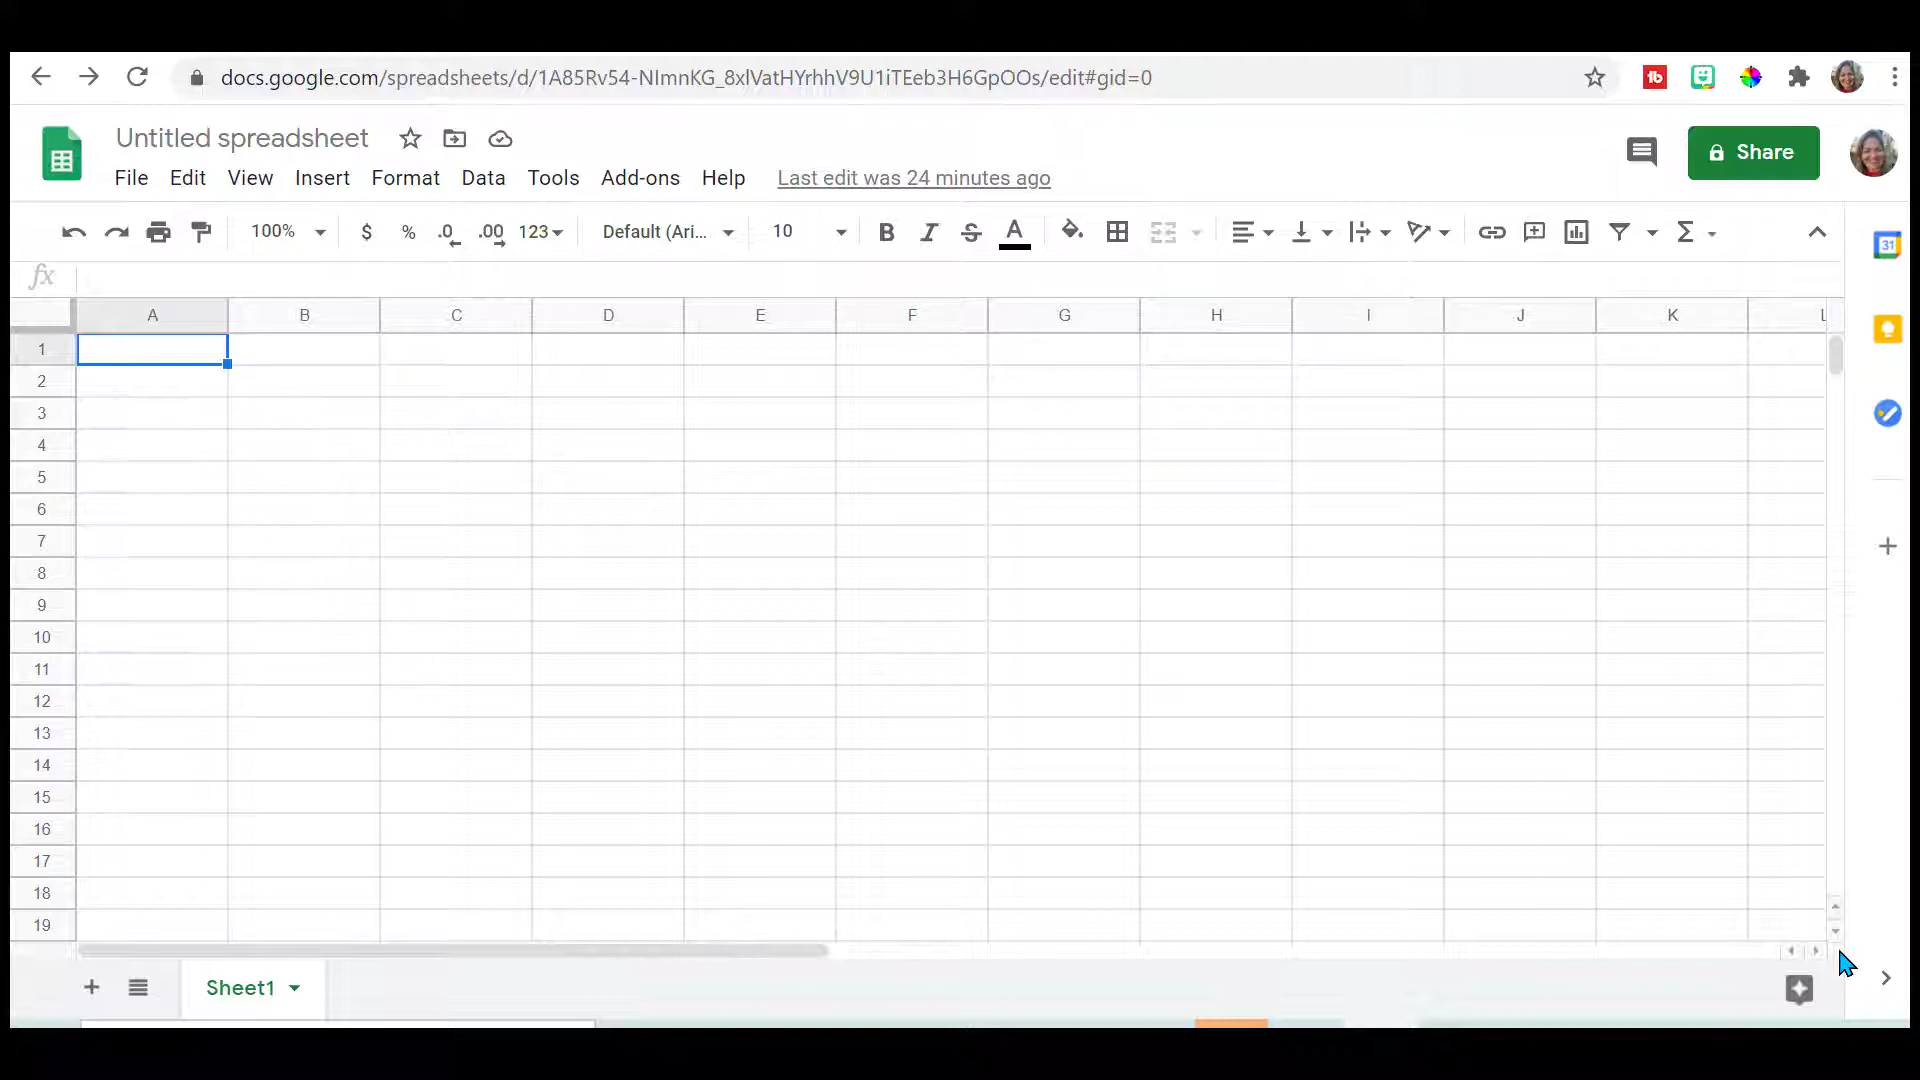 docs.google.com/spreadsheets/d/1A85Rv54-NImnKG_8xlVatHYrhhV9U1iTEeb3H6GpOOs/edit#gid=0
Untitled spreadsheet
File Edit View Insert Format Data Tools Add-ons Help Last edit was 24 minutes ago
Share
100% $ % .0 .00 123 Default (Ari... 10 B I S A Σ
31
fx
A B C D E F G H I J K L
1
2
3
4
5
6
7
8
9
10
11
12
13
14
15
16
17
18
19
Sheet1